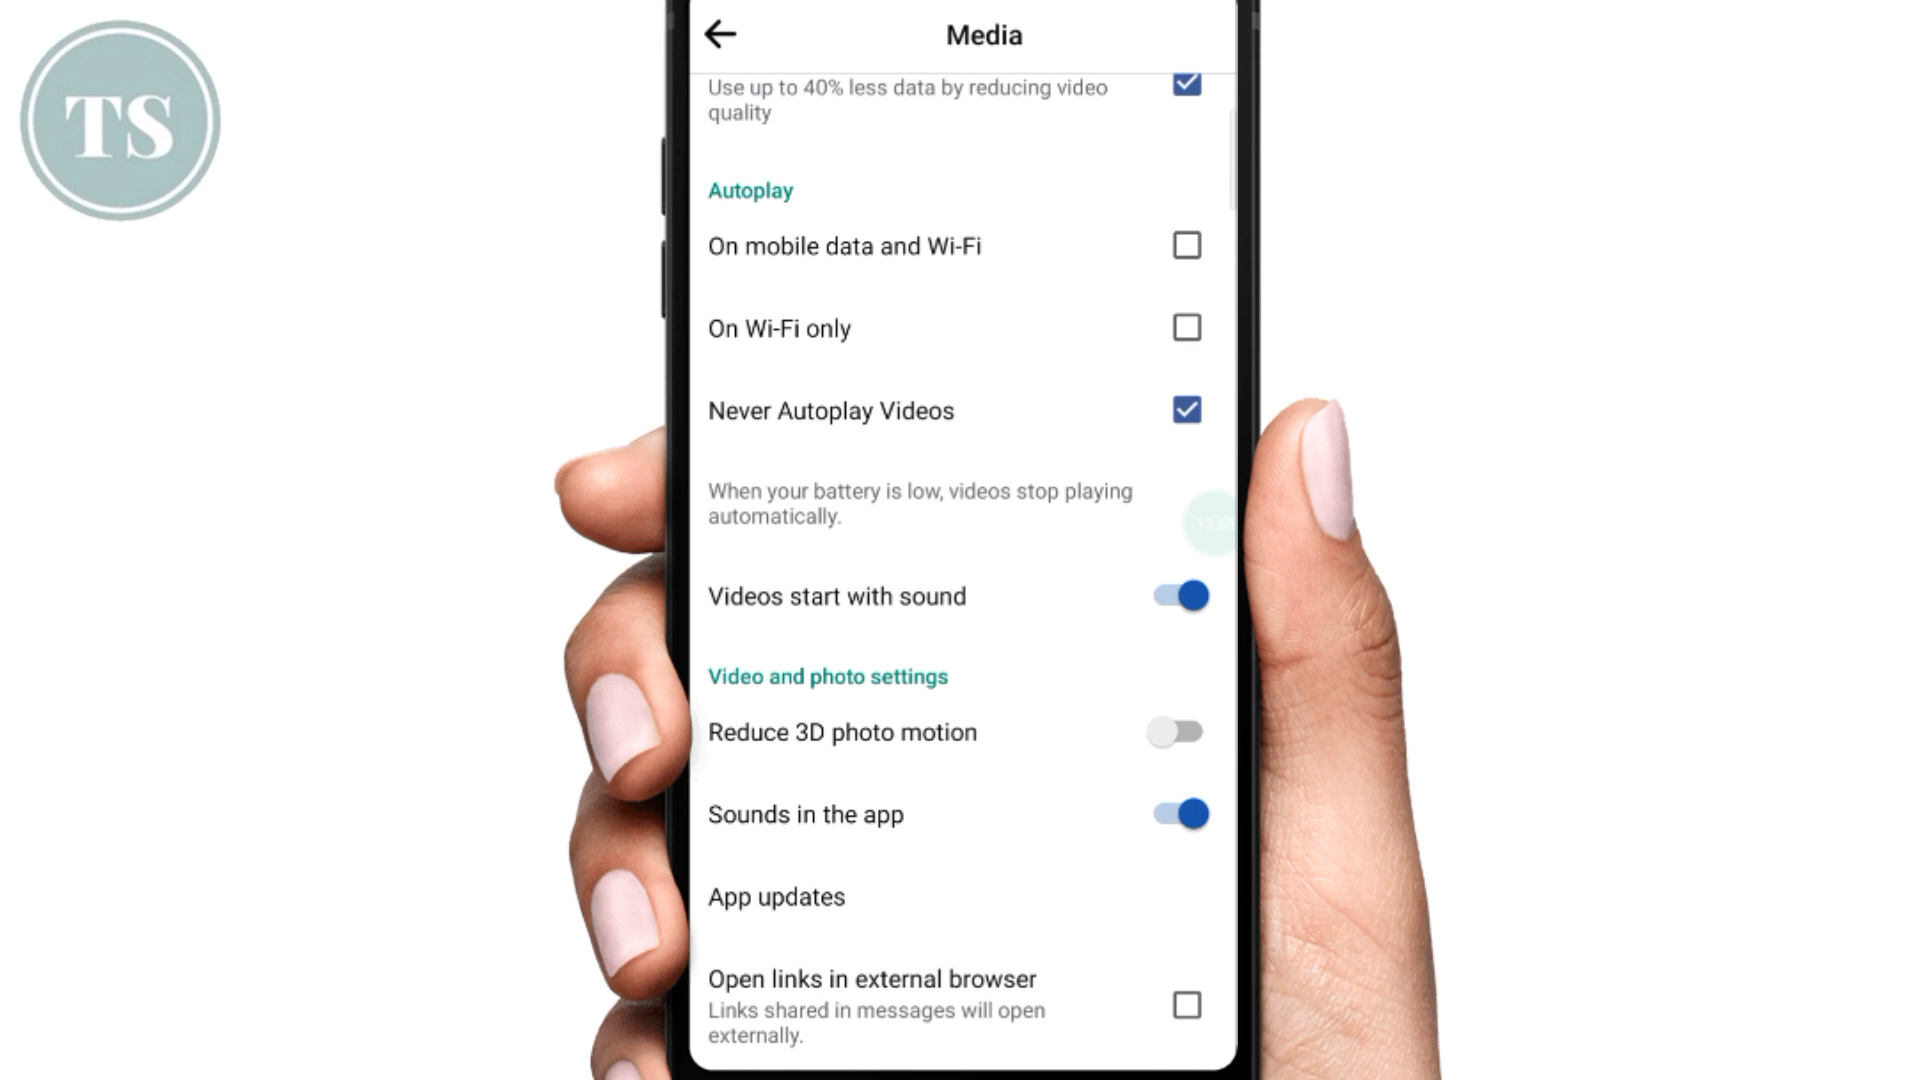 TS
Media
Use up to 40% less data by reducing video
quality
Autoplay
On mobile data and Wi-Fi
On Wi-Fi only
Never Autoplay Videos
When your battery is low, videos stop playing
automatically.
13:55
Videos start with sound
Video and photo settings
Reduce 3D photo motion
Sounds in the app
App updates
Open links in external browser
Links shared in messages will open
externally.